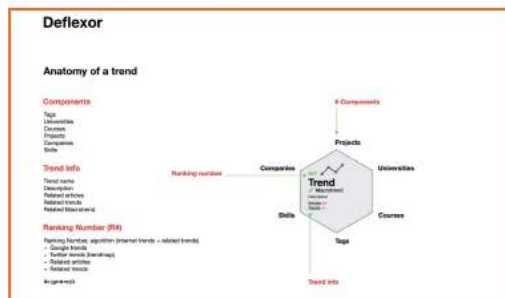 Deflexor
Anatomy of a trend
Components
Tags
Universities
Courses
Projects
Companies
Skills
Trend Info
Trend name
Description
Related articles
Related trends
Related Macrotrend
Ranking Number (R#)
Ranking Number, algorithm (internet trends + related trends)
- Google trends
- Twitter trends (trendmap)
- Related articles
- Related trends
6 Components
Projects
Companies
Universities
Ranking number
Trend
Macrotrend
Skills
Courses
Tags
Trend info